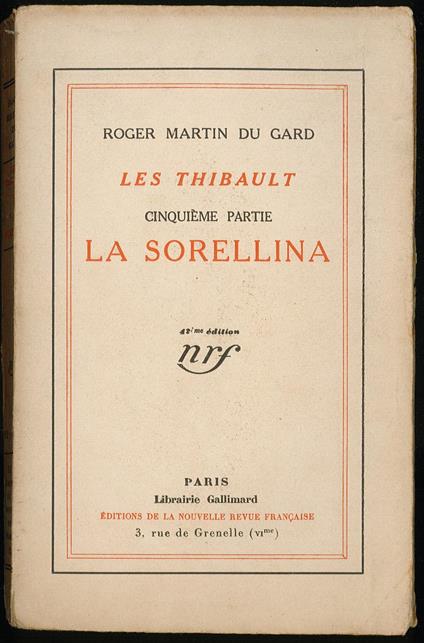 ROGER MARTIN DU GARD
LES THIBAULT
CINQUIÈME PARTIE
LA SORELLINA
42ème édition
nrf
PARIS
Librairie Gallimard
ÉDITIONS DE LA NOUVELLE REVUE FRANÇAISE
3, rue de Grenelle (VIme)